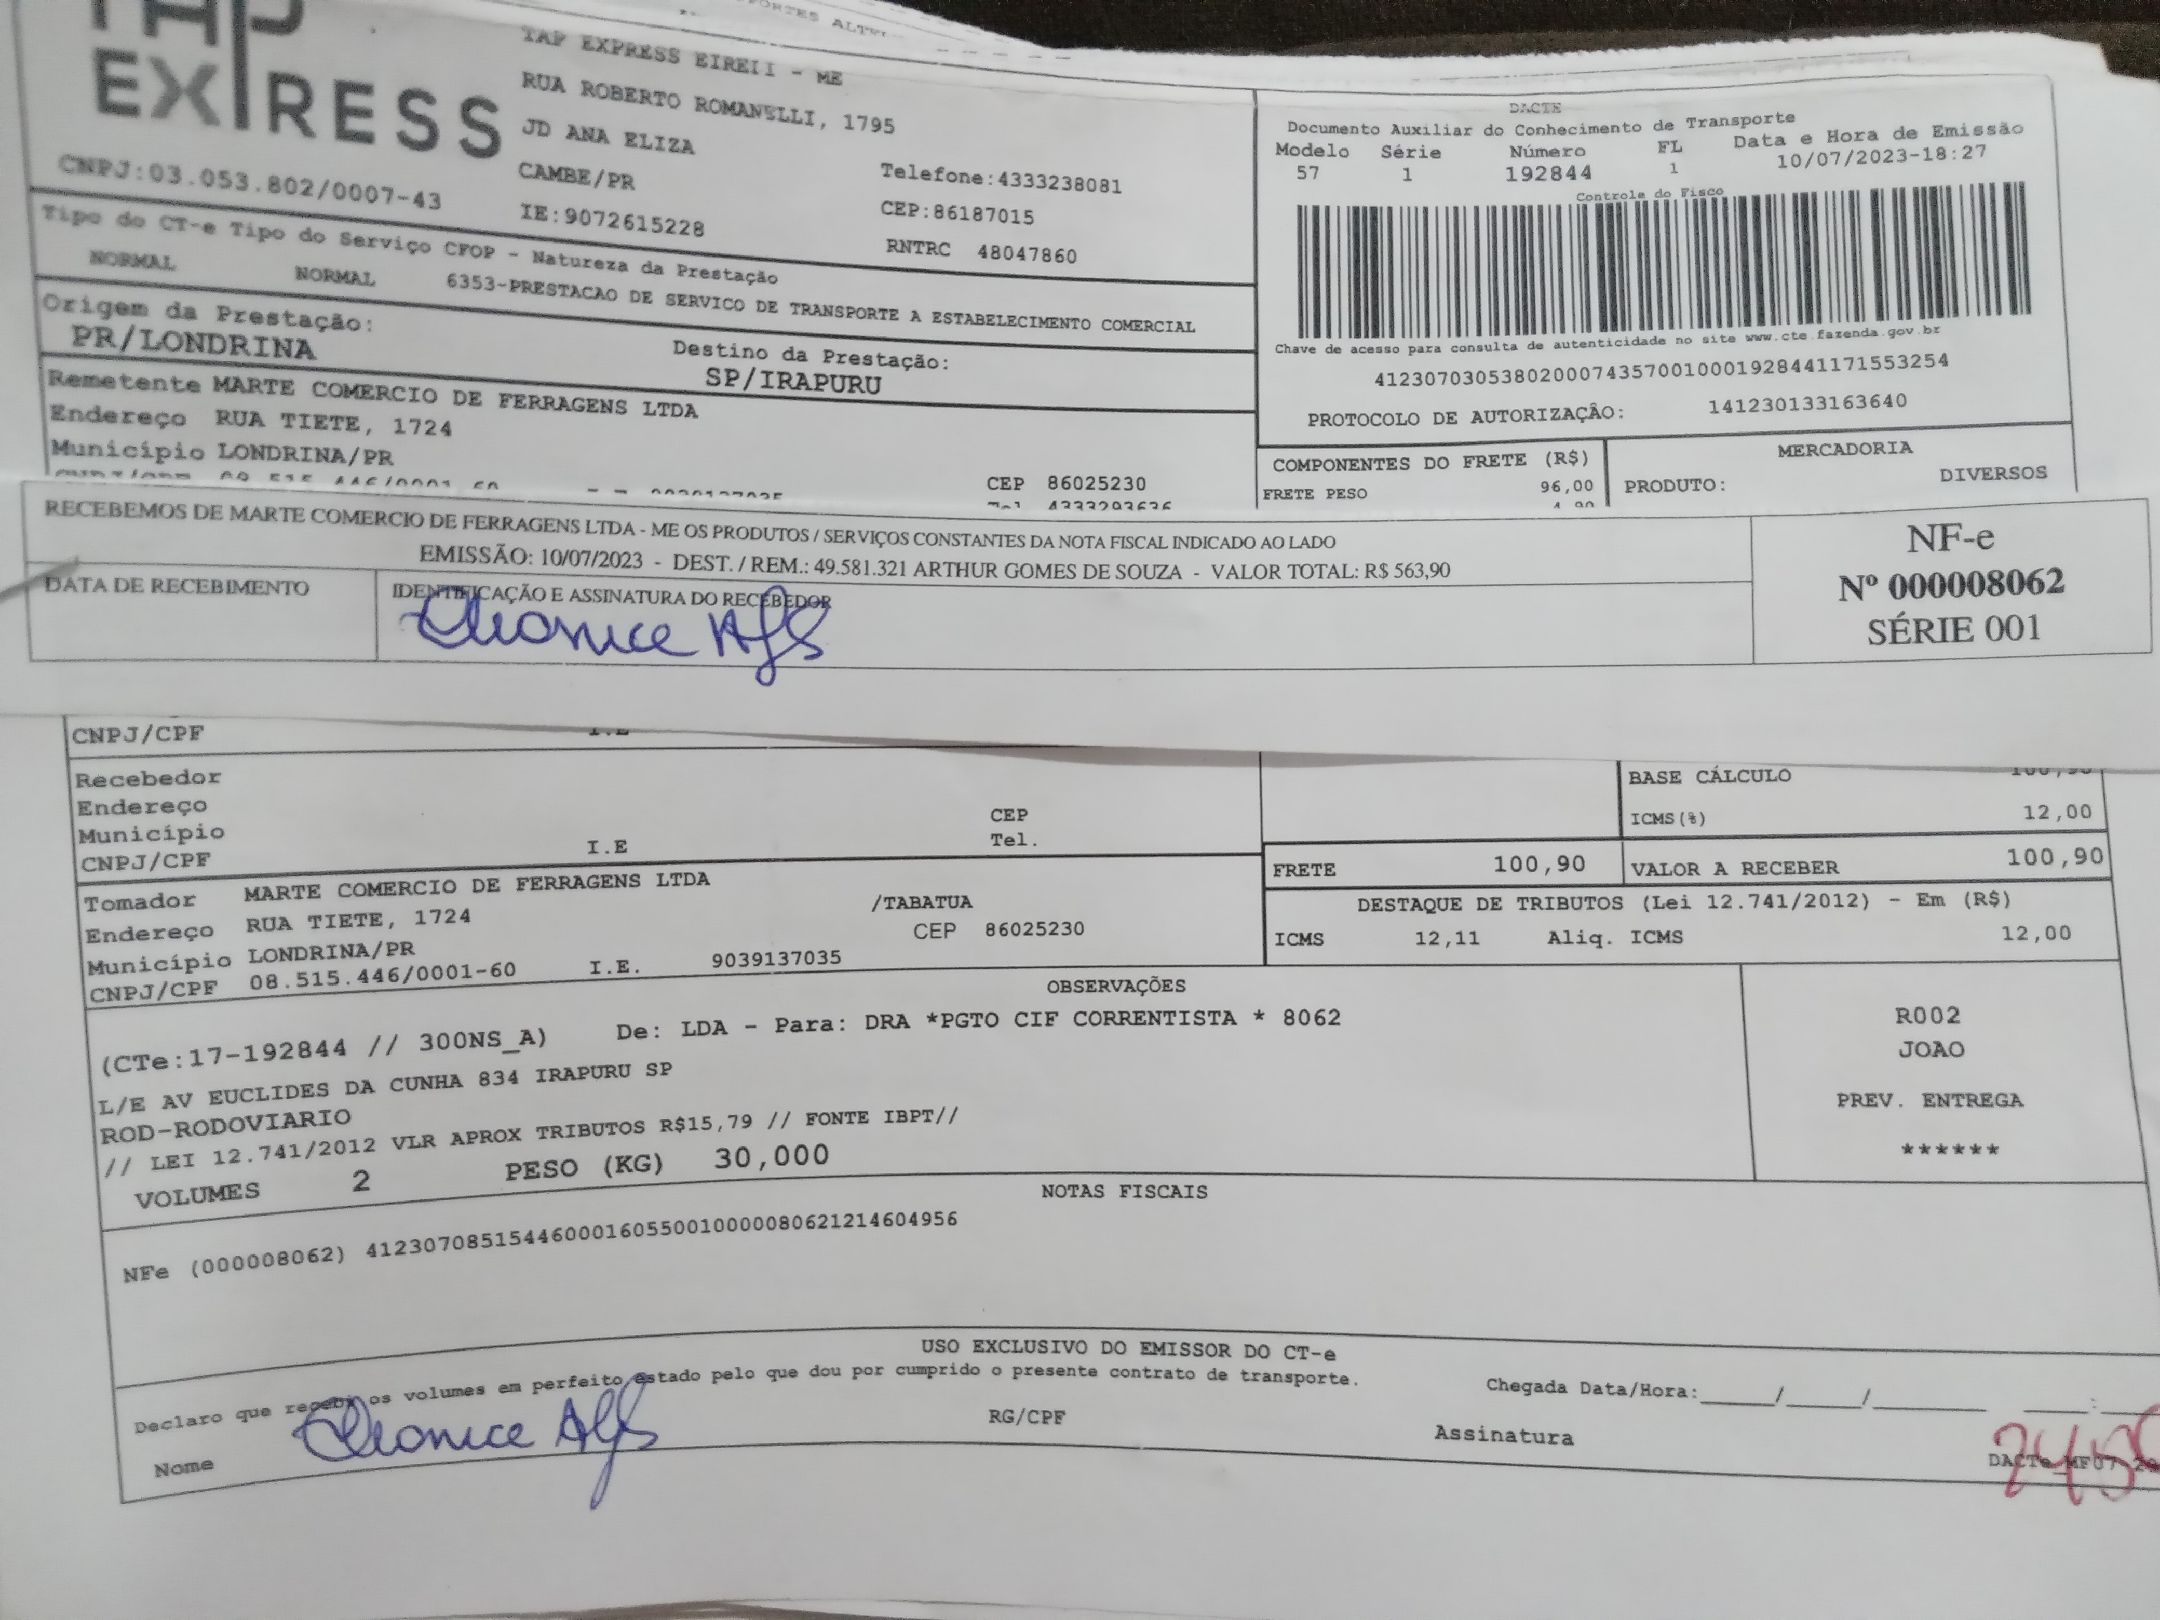 TAP
EXPRESS
TAP EXPRESS EIRELI - ME
RUA ROBERTO ROMANELLI, 1795
JD ANA ELIZA
CAMBE/PR
Telefone:4333238081
CNPJ:03.053.802/0007-43
IE:9072615228
CEP:86187015
RNTRC 48047860
Tipo do CT-e Tipo do Serviço CFOP - Natureza da Prestação
NORMAL NORMAL 6353-PRESTACAO DE SERVICO DE TRANSPORTE A ESTABELECIMENTO COMERCIAL
Origem da Prestação:
PR/LONDRINA
Destino da Prestação:
SP/IRAPURU
Remetente MARTE COMERCIO DE FERRAGENS LTDA
Endereço RUA TIETE, 1724
Município LONDRINA/PR
CEP 86025230
DACTE
Documento Auxiliar do Conhecimento de Transporte
Modelo Série Número FL Data e Hora de Emissão
57 1 192844 1 10/07/2023-18:27
Controle do Fisco
Chave de acesso para consulta de autenticidade no site www.cte.fazenda.gov.br
41230703053802000743570010001928441171553254
PROTOCOLO DE AUTORIZAÇÃO: 141230133163640
COMPONENTES DO FRETE (R$)
FRETE PESO 96,00
MERCADORIA
PRODUTO: DIVERSOS
RECEBEMOS DE MARTE COMERCIO DE FERRAGENS LTDA - ME OS PRODUTOS / SERVIÇOS CONSTANTES DA NOTA FISCAL INDICADO AO LADO
EMISSÃO: 10/07/2023 - DEST. / REM.: 49.581.321 ARTHUR GOMES DE SOUZA - VALOR TOTAL: R$ 563,90
DATA DE RECEBIMENTO
IDENTIFICAÇÃO E ASSINATURA DO RECEBEDOR
NF-e
Nº 000008062
SÉRIE 001
CNPJ/CPF
Recebedor
Endereço CEP
Município Tel.
CNPJ/CPF I.E
BASE CÁLCULO 100,90
ICMS(%) 12,00
FRETE 100,90 VALOR A RECEBER 100,90
Tomador MARTE COMERCIO DE FERRAGENS LTDA
Endereço RUA TIETE, 1724 /TABATUA
Município LONDRINA/PR CEP 86025230
CNPJ/CPF 08.515.446/0001-60 I.E. 9039137035
DESTAQUE DE TRIBUTOS (Lei 12.741/2012) - Em (R$)
ICMS 12,11 Aliq. ICMS 12,00
OBSERVAÇÕES
(CTe:17-192844 // 300NS_A) De: LDA - Para: DRA *PGTO CIF CORRENTISTA * 8062
L/E AV EUCLIDES DA CUNHA 834 IRAPURU SP
ROD-RODOVIARIO
// LEI 12.741/2012 VLR APROX TRIBUTOS R$15,79 // FONTE IBPT//
VOLUMES 2 PESO (KG) 30,000
R002
JOAO
PREV. ENTREGA
******
NOTAS FISCAIS
NFe (000008062) 41230708515446000160550010000080621214604956
USO EXCLUSIVO DO EMISSOR DO CT-e
Declaro que recebi os volumes em perfeito estado pelo que dou por cumprido o presente contrato de transporte.
Chegada Data/Hora:_____/_____/_______ ____:
Nome RG/CPF Assinatura